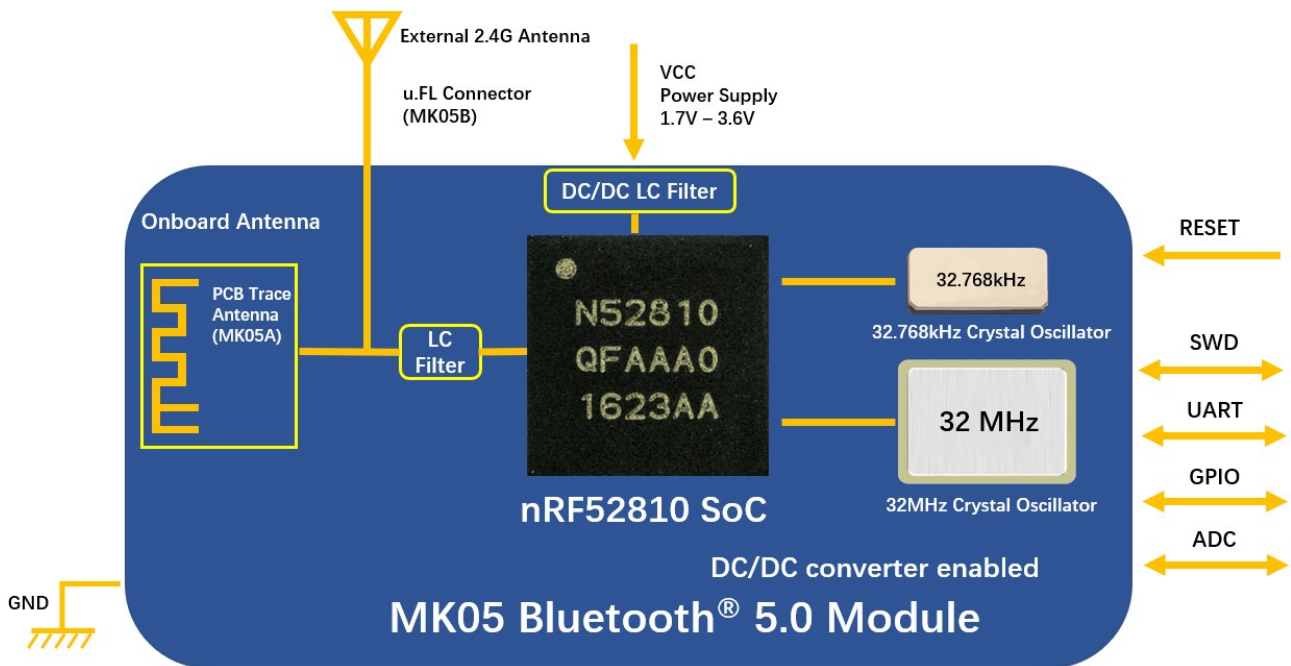 External 2.4G Antenna
u.FL Connector
(MK05B)
VCC
Power Supply
1.7V – 3.6V
DC/DC LC Filter
Onboard Antenna
PCB Trace
Antenna
(MK05A)
LC
Filter
N52810
QFAAA0
1623AA
nRF52810 SoC
32.768kHz
32.768kHz Crystal Oscillator
32 MHz
32MHz Crystal Oscillator
RESET
SWD
UART
GPIO
ADC
DC/DC converter enabled
GND
MK05 Bluetooth® 5.0 Module